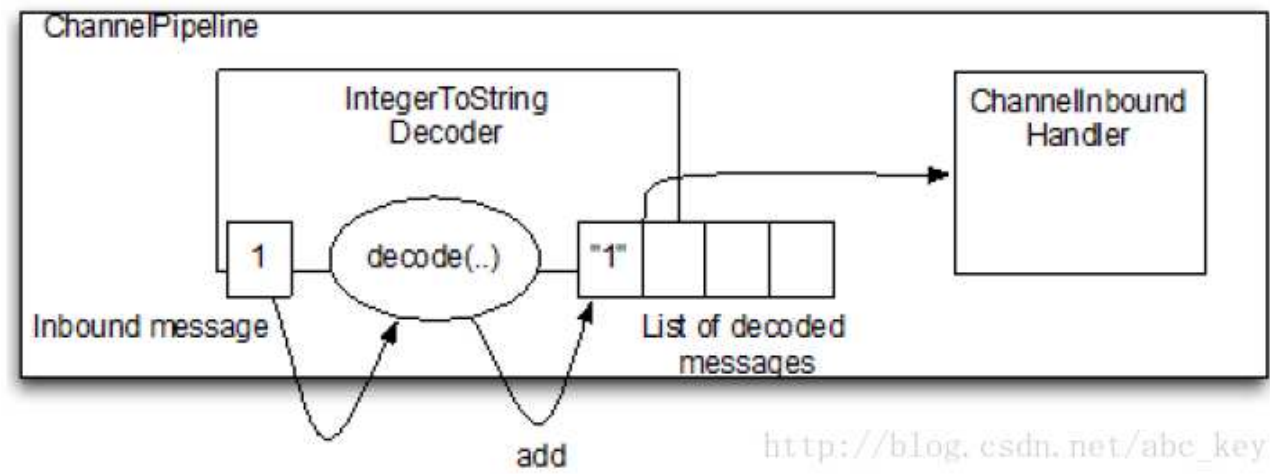 ChannelPipeline
IntegerToString
Decoder
ChannelInbound
Handler
1
decode(..)
"1"
Inbound message
List of decoded
messages
add
http://blog.csdn.net/abc_key